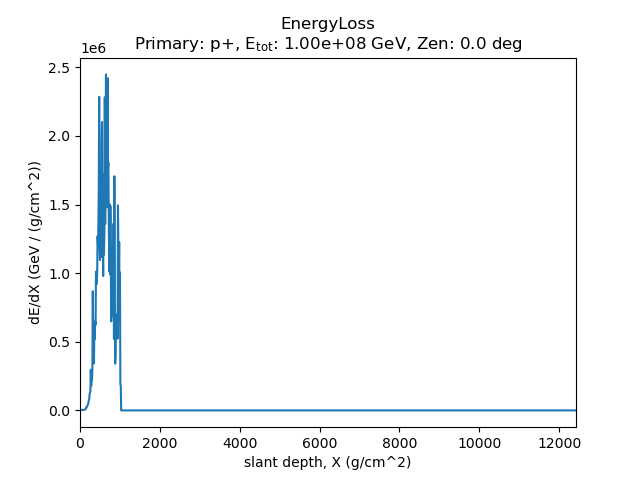 EnergyLoss
Primary: p+, E_tot: 1.00e+08 GeV, Zen: 0.0 deg
1e6
2.5
2.0
1.5
1.0
0.5
0.0
dE/dX (GeV / (g/cm^2))
0 2000 4000 6000 8000 10000 12000
slant depth, X (g/cm^2)